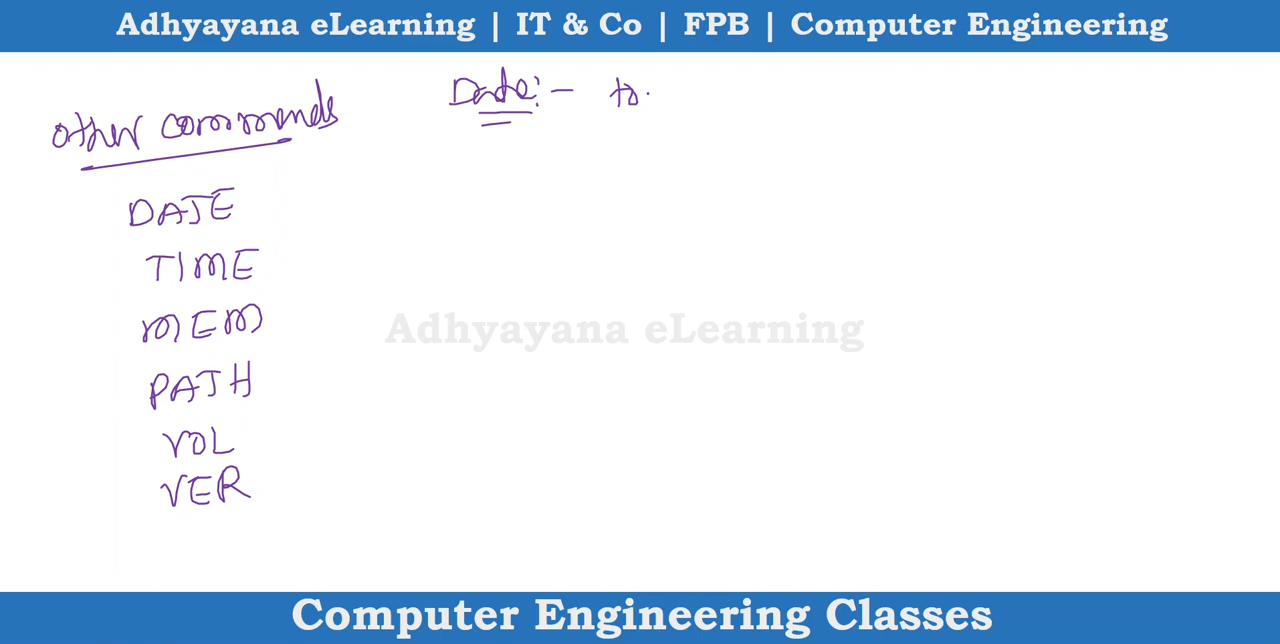 Adhyayana eLearning | IT & Co | FPB | Computer Engineering
other commands
DATE
TIME
MEM
PATH
VOL
VER
Date:- to
Adhyayana eLearning
Computer Engineering Classes